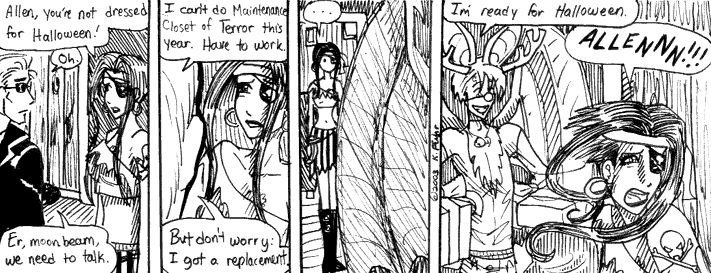 Allen, you're not dressed
for Halloween!
Oh.
Er, moonbeam,
we need to talk.
I can't do Maintenance
Closet of Terror this
year. Have to work.
But don't worry:
I got a replacement.
...
I'm ready for Halloween.
ALLENNN!!!